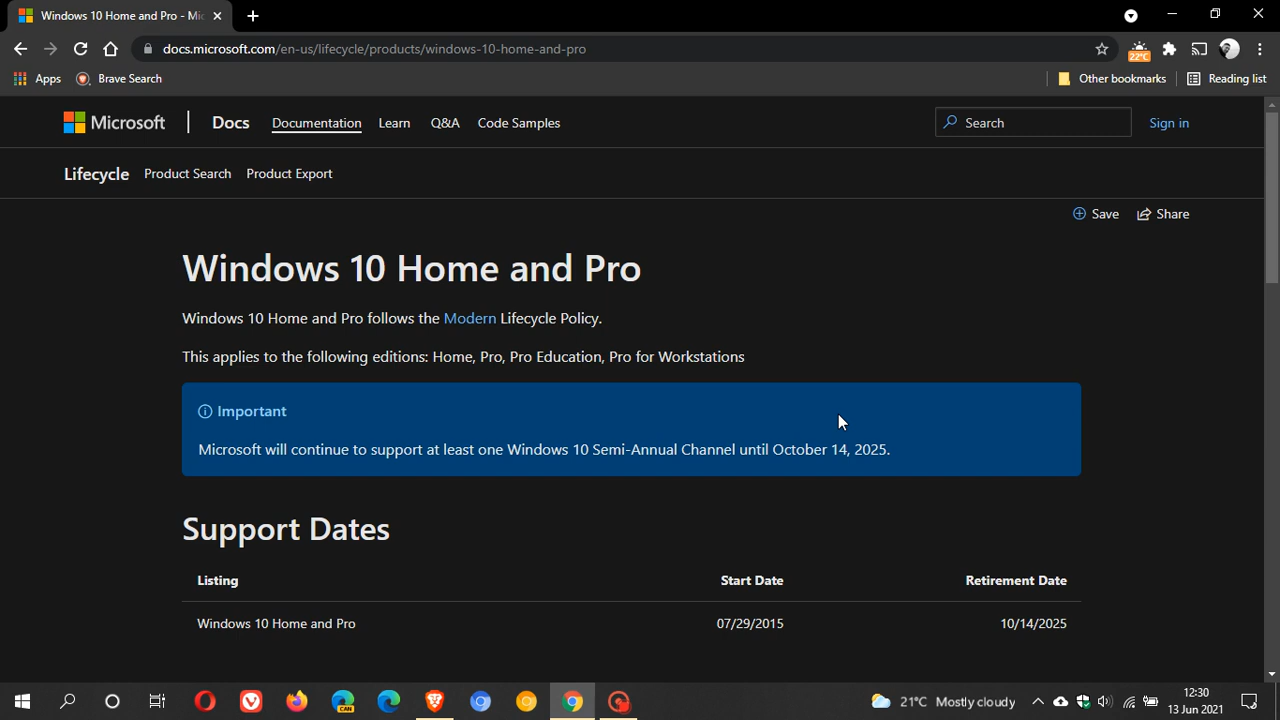 Windows 10 Home and Pro - Mic
docs.microsoft.com/en-us/lifecycle/products/windows-10-home-and-pro
22°C
Apps
Brave Search
Other bookmarks
Reading list
Microsoft
Docs
Documentation
Learn
Q&A
Code Samples
Search
Sign in
Lifecycle
Product Search
Product Export
Save
Share
Windows 10 Home and Pro
Windows 10 Home and Pro follows the Modern Lifecycle Policy.
This applies to the following editions: Home, Pro, Pro Education, Pro for Workstations
Important
Microsoft will continue to support at least one Windows 10 Semi-Annual Channel until October 14, 2025.
Support Dates
Listing Start Date Retirement Date
Windows 10 Home and Pro 07/29/2015 10/14/2025
CAN
21°C Mostly cloudy
12:30
13 Jun 2021